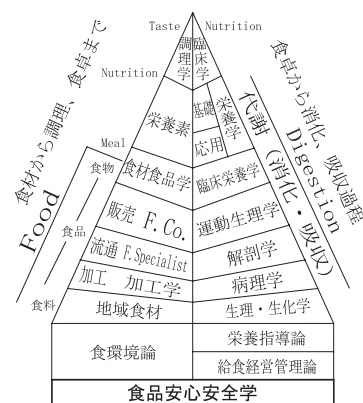 Taste Nutrition
調理学 臨床学
Nutrition
栄養素 基礎 応用 栄養学
Meal
食物 食材食品学 臨床栄養学
販売 F.Co. 運動生理学
食品
流通 F.Specialist 解剖学
加工 加工学 病理学
食料 地域食材 生理・生化学
食環境論 栄養指導論
給食経営管理論
食品安心安全学
食材から調理、食卓まで
Food
食卓から消化、吸収過程
Digestion
代謝(消化・吸収)